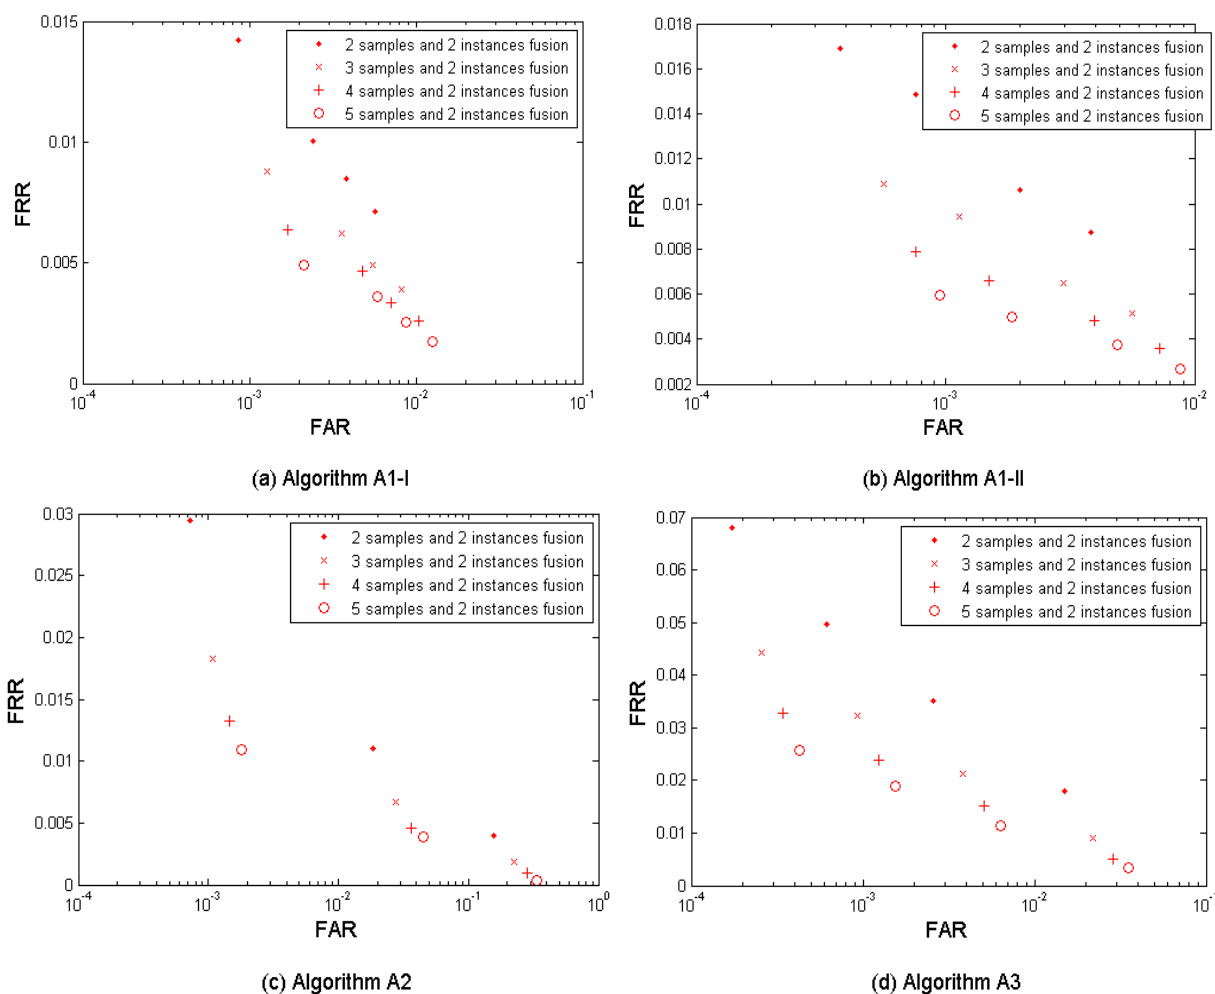 0.015
0.01
0.005
0
FRR
2 samples and 2 instances fusion
3 samples and 2 instances fusion
4 samples and 2 instances fusion
5 samples and 2 instances fusion
10^-4
10^-3
10^-2
10^-1
FAR
(a) Algorithm A1-I
0.018
0.016
0.014
0.012
0.01
0.008
0.006
0.004
0.002
FRR
2 samples and 2 instances fusion
3 samples and 2 instances fusion
4 samples and 2 instances fusion
5 samples and 2 instances fusion
10^-4
10^-3
10^-2
FAR
(b) Algorithm A1-II
0.03
0.025
0.02
0.015
0.01
0.005
0
FRR
2 samples and 2 instances fusion
3 samples and 2 instances fusion
4 samples and 2 instances fusion
5 samples and 2 instances fusion
10^-4
10^-3
10^-2
10^-1
10^0
FAR
(c) Algorithm A2
0.07
0.06
0.05
0.04
0.03
0.02
0.01
0
FRR
2 samples and 2 instances fusion
3 samples and 2 instances fusion
4 samples and 2 instances fusion
5 samples and 2 instances fusion
10^-4
10^-3
10^-2
10^-1
FAR
(d) Algorithm A3